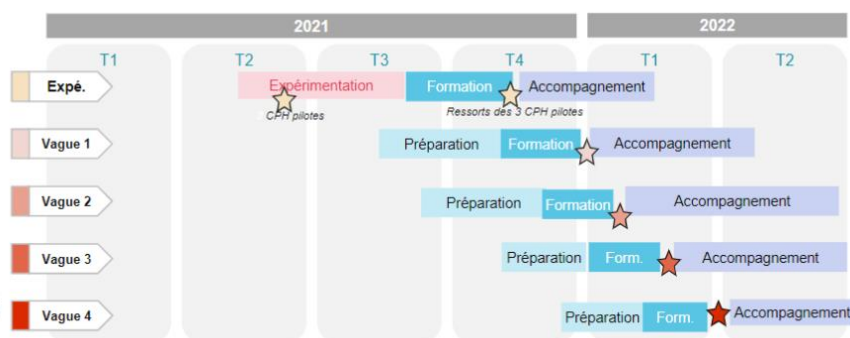 2021 2022
T1 T2 T3 T4 T1 T2
Expé. Expérimentation Formation Accompagnement
CPH pilotes Ressorts des 3 CPH pilotes
Vague 1 Préparation Formation Accompagnement
Vague 2 Préparation Formation Accompagnement
Vague 3 Préparation Form. Accompagnement
Vague 4 Préparation Form. Accompagnement